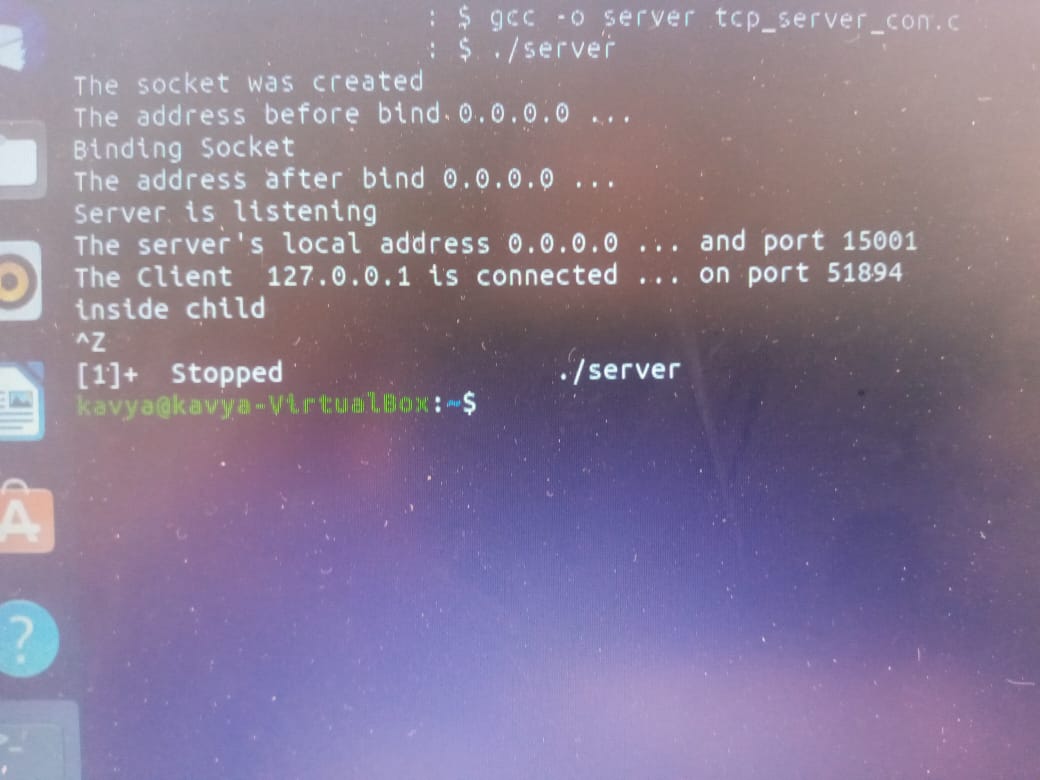 : $ gcc -o server tcp_server_con.c
: $ ./server
The socket was created
The address before bind 0.0.0.0 ...
Binding Socket
The address after bind 0.0.0.0 ...
Server is listening
The server's local address 0.0.0.0 ... and port 15001
The Client  127.0.0.1 is connected ... on port 51894
inside child
^Z
[1]+  Stopped                 ./server
kavya@kavya-VirtualBox:~$